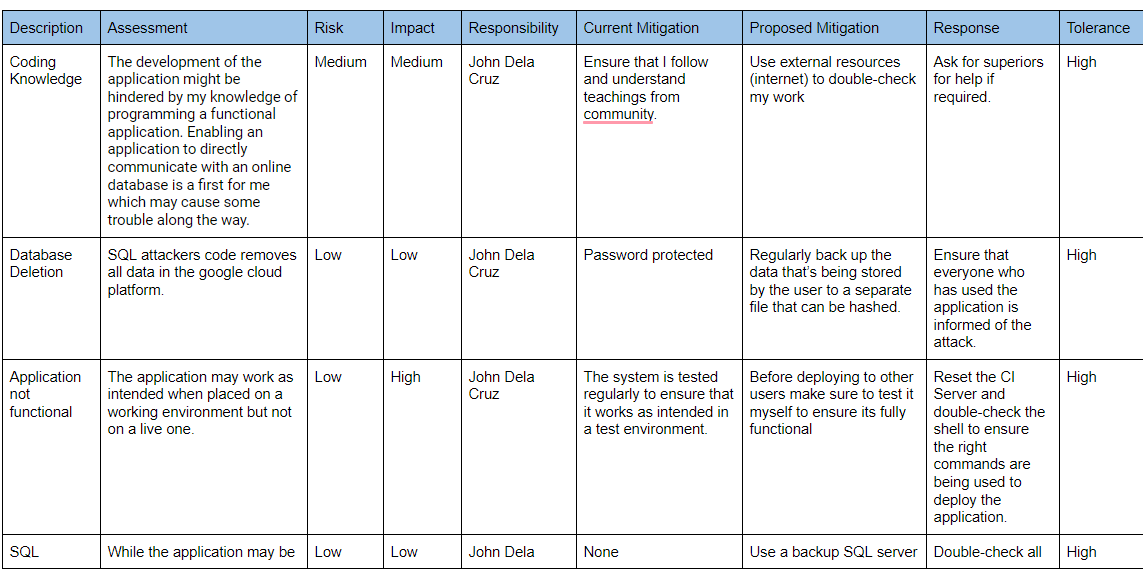 Description Assessment Risk Impact Responsibility Current Mitigation Proposed Mitigation Response Tolerance
Coding The development of the Medium Medium John Dela Ensure that I follow Use external resources Ask for superiors High
Knowledge application might be Cruz and understand (internet) to double-check for help if
hindered by my knowledge of teachings from my work required.
programming a functional community.
application. Enabling an
application to directly
communicate with an online
database is a first for me
which may cause some
trouble along the way.
Database SQL attackers code removes Low Low John Dela Password protected Regularly back up the Ensure that High
Deletion all data in the google cloud Cruz data that's being stored everyone who
platform. by the user to a separate has used the
file that can be hashed. application is
informed of the
attack.
Application The application may work as Low High John Dela The system is tested Before deploying to other Reset the CI High
not intended when placed on a Cruz regularly to ensure that users make sure to test it Server and
functional working environment but not it works as intended in myself to ensure its fully double-check the
on a live one. a test environment. functional shell to ensure
the right
commands are
being used to
deploy the
application.
SQL While the application may be Low Low John Dela None Use a backup SQL server Double-check all High